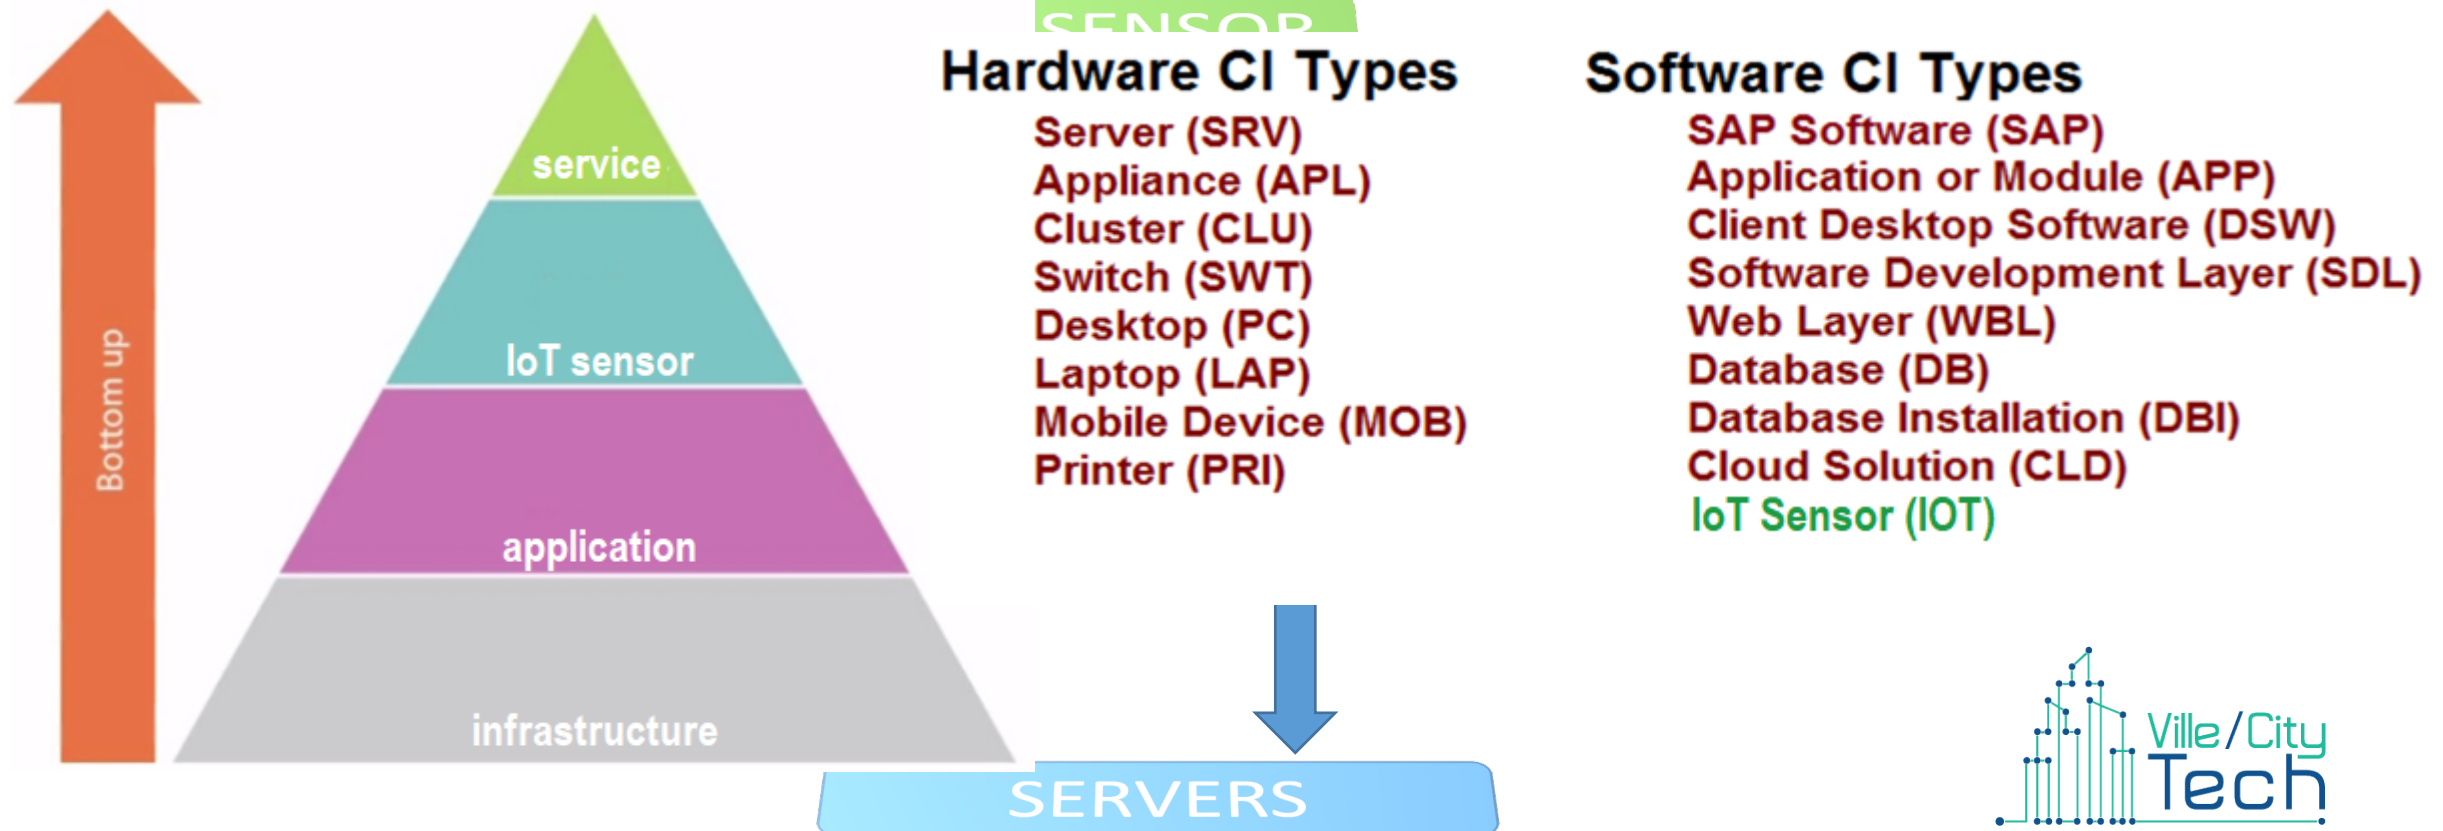 SENSOR
Bottom up
service
IoT sensor
application
infrastructure
Hardware CI Types
Server (SRV)
Appliance (APL)
Cluster (CLU)
Switch (SWT)
Desktop (PC)
Laptop (LAP)
Mobile Device (MOB)
Printer (PRI)
Software CI Types
SAP Software (SAP)
Application or Module (APP)
Client Desktop Software (DSW)
Software Development Layer (SDL)
Web Layer (WBL)
Database (DB)
Database Installation (DBI)
Cloud Solution (CLD)
IoT Sensor (IOT)
SERVERS
Ville/City
Tech